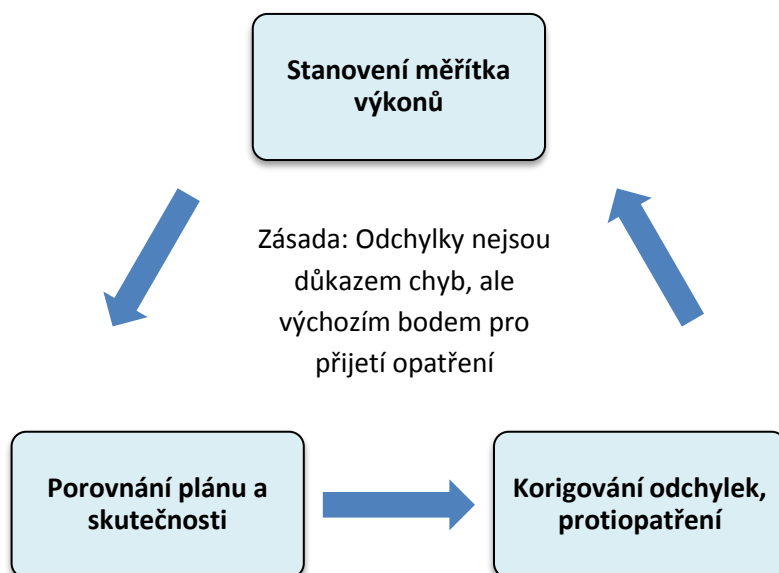 Stanovení měřítka
výkonů
Zásada: Odchylky nejsou
důkazem chyb, ale
výchozím bodem pro
přijetí opatření
Porovnání plánu a
skutečnosti
Korigování odchylek,
protiopatření